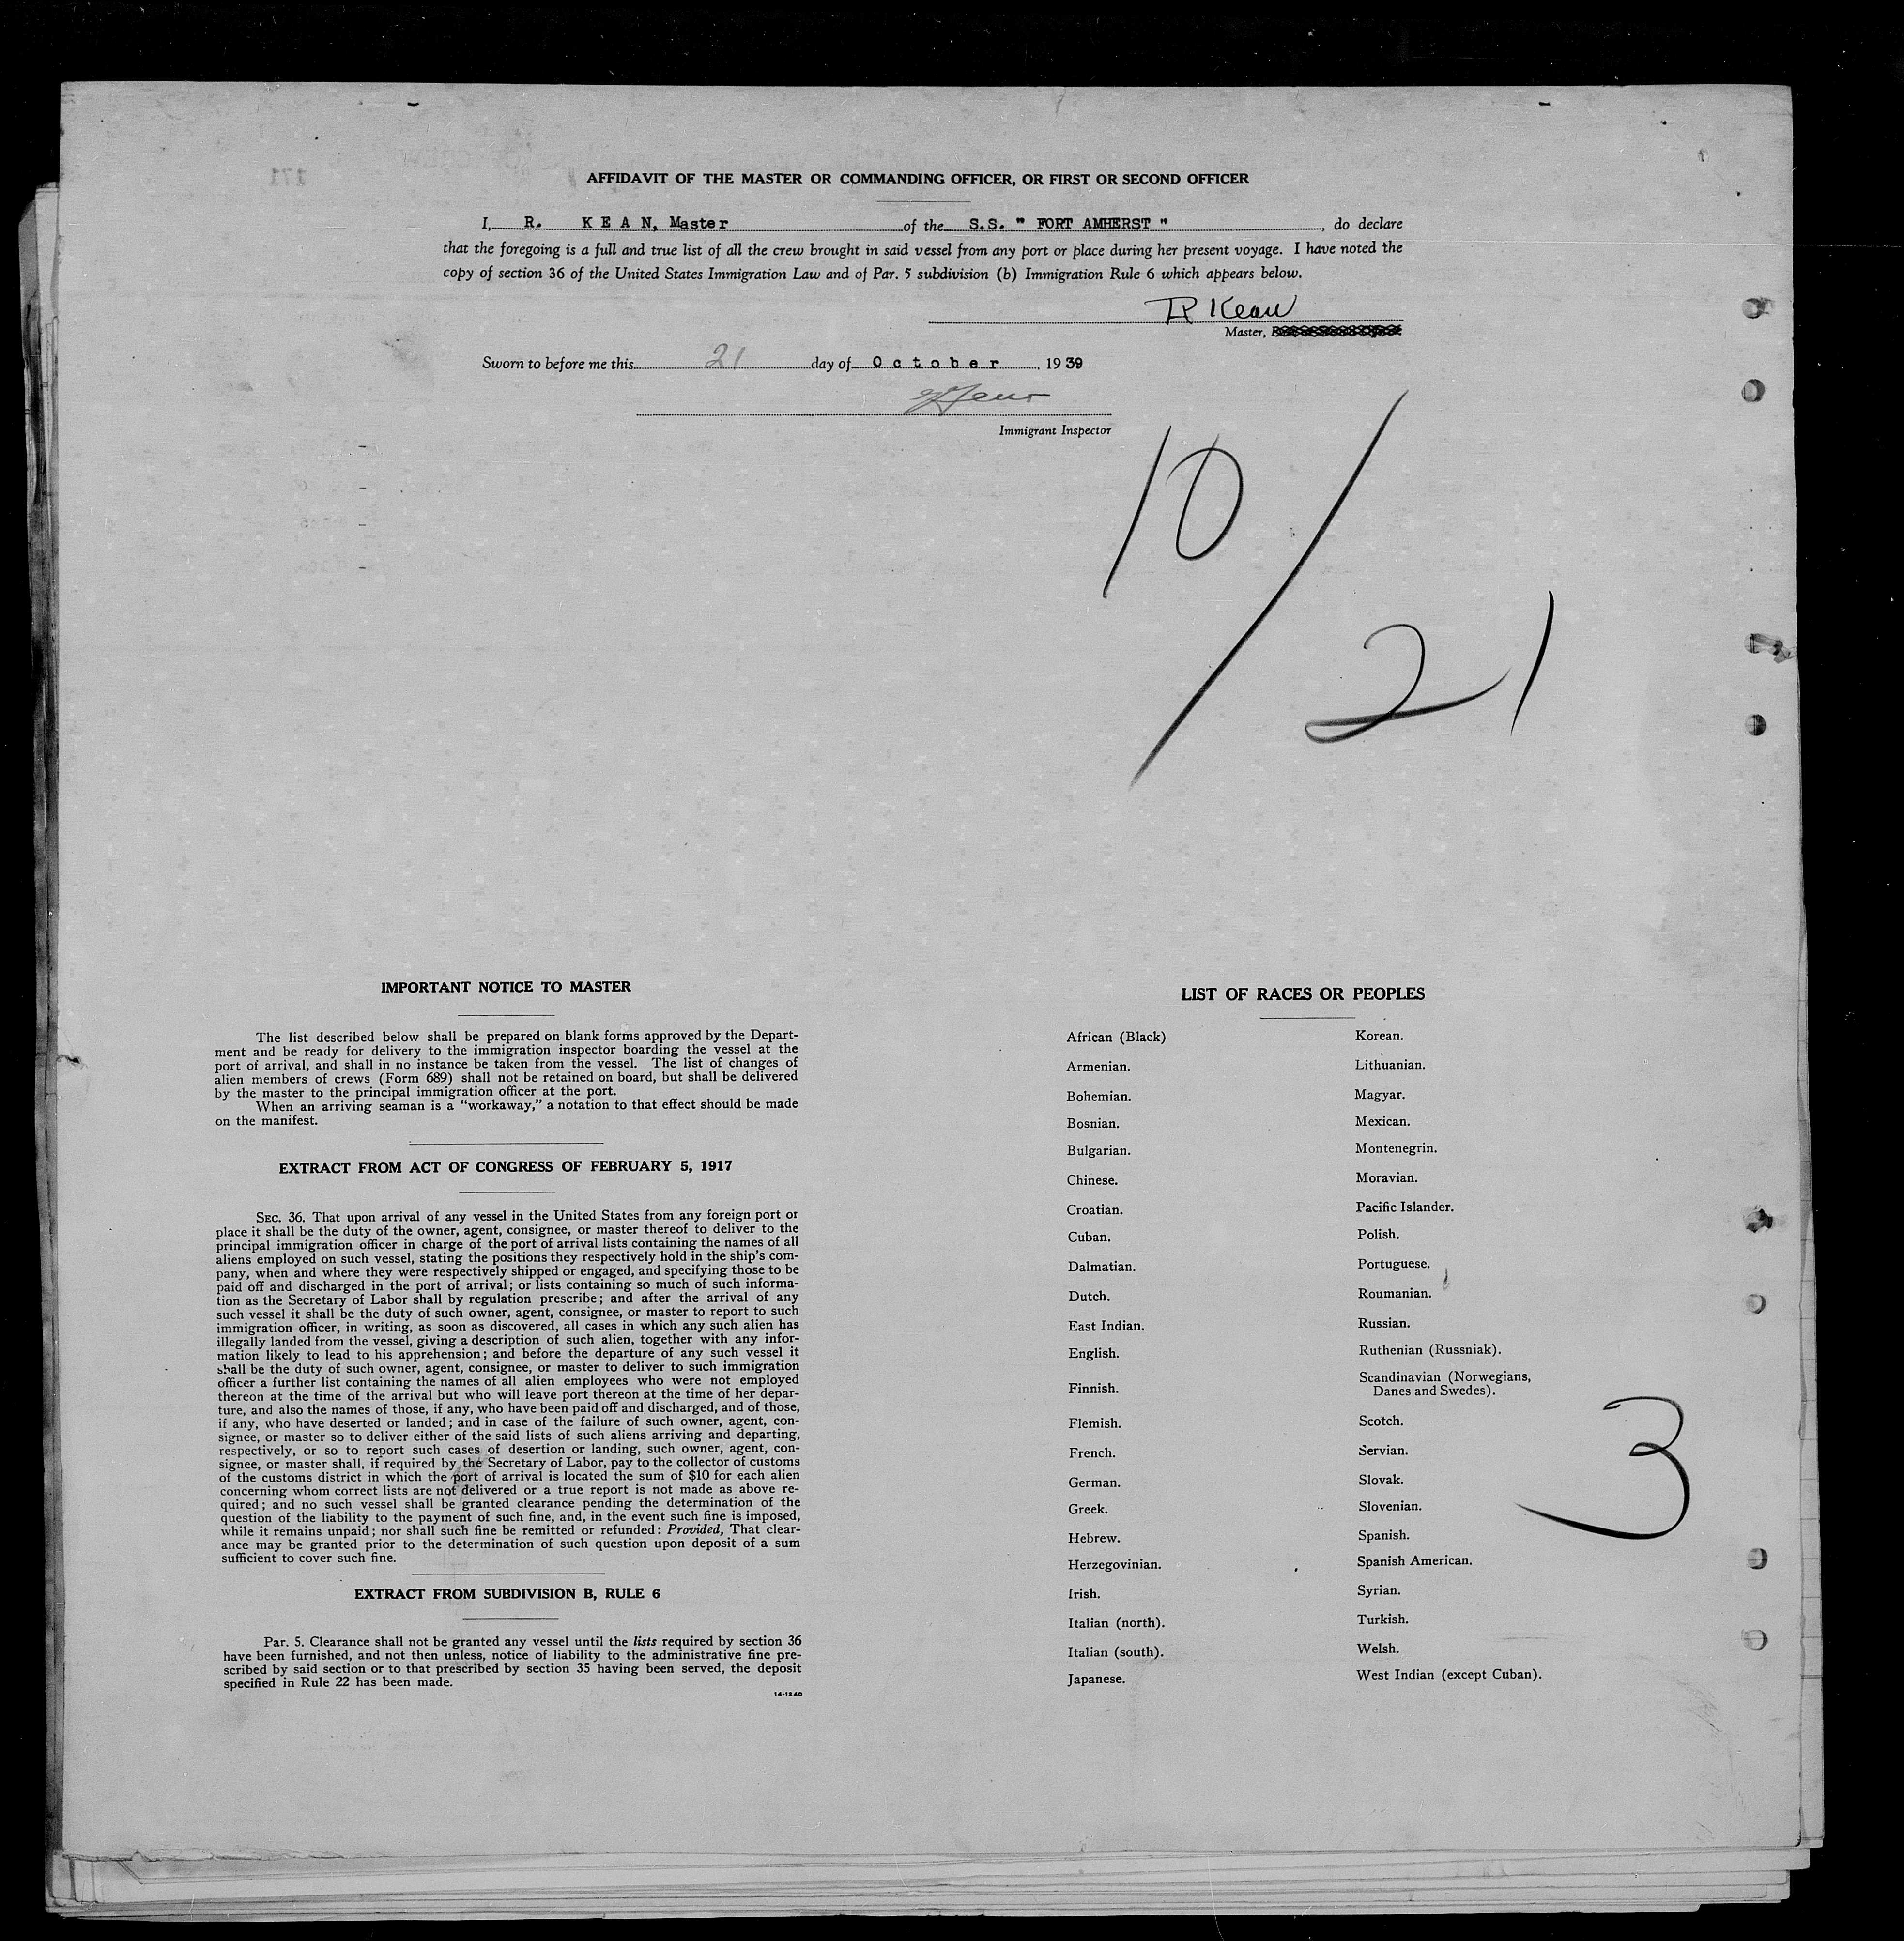 AFFIDAVIT OF THE MASTER OR COMMANDING OFFICER, OR FIRST OR SECOND OFFICER
I, R. K E A N, Master of the S.S. " FORT AMHERST ", do declare
that the foregoing is a full and true list of all the crew brought in said vessel from any port or place during her present voyage. I have noted the
copy of section 36 of the United States Immigration Law and of Par. 5 subdivision (b) Immigration Rule 6 which appears below.
R Kean
Master,
Sworn to before me this 21 day of October, 1939
Immigrant Inspector
10/21
171
IMPORTANT NOTICE TO MASTER
The list described below shall be prepared on blank forms approved by the Depart-
ment and be ready for delivery to the immigration inspector boarding the vessel at the
port of arrival, and shall in no instance be taken from the vessel. The list of changes of
alien members of crews (Form 689) shall not be retained on board, but shall be delivered
by the master to the principal immigration officer at the port.
When an arriving seaman is a "workaway," a notation to that effect should be made
on the manifest.
EXTRACT FROM ACT OF CONGRESS OF FEBRUARY 5, 1917
SEC. 36. That upon arrival of any vessel in the United States from any foreign port or
place it shall be the duty of the owner, agent, consignee, or master thereof to deliver to the
principal immigration officer in charge of the port of arrival lists containing the names of all
aliens employed on such vessel, stating the positions they respectively hold in the ship's com-
pany, when and where they were respectively shipped or engaged, and specifying those to be
paid off and discharged in the port of arrival; or lists containing so much of such informa-
tion as the Secretary of Labor shall by regulation prescribe; and after the arrival of any
such vessel it shall be the duty of such owner, agent, consignee, or master to report to such
immigration officer, in writing, as soon as discovered, all cases in which any such alien has
illegally landed from the vessel, giving a description of such alien, together with any infor-
mation likely to lead to his apprehension; and before the departure of any such vessel it
shall be the duty of such owner, agent, consignee, or master to deliver to such immigration
officer a further list containing the names of all alien employees who were not employed
thereon at the time of the arrival but who will leave port thereon at the time of her depar-
ture, and also the names of those, if any, who have been paid off and discharged, and of those,
if any, who have deserted or landed; and in case of the failure of such owner, agent, con-
signee, or master so to deliver either of the said lists of such aliens arriving and departing,
respectively, or so to report such cases of desertion or landing, such owner, agent, con-
signee, or master shall, if required by the Secretary of Labor, pay to the collector of customs
of the customs district in which the port of arrival is located the sum of $10 for each alien
concerning whom correct lists are not delivered or a true report is not made as above re-
quired; and no such vessel shall be granted clearance pending the determination of the
question of the liability to the payment of such fine, and, in the event such fine is imposed,
while it remains unpaid; nor shall such fine be remitted or refunded: Provided, That clear-
ance may be granted prior to the determination of such question upon deposit of a sum
sufficient to cover such fine.
EXTRACT FROM SUBDIVISION B, RULE 6
Par. 5. Clearance shall not be granted any vessel until the lists required by section 36
have been furnished, and not then unless, notice of liability to the administrative fine pre-
scribed by said section or to that prescribed by section 35 having been served, the deposit
specified in Rule 22 has been made.
14-1240
LIST OF RACES OR PEOPLES
African (Black)
Armenian.
Bohemian.
Bosnian.
Bulgarian.
Chinese.
Croatian.
Cuban.
Dalmatian.
Dutch.
East Indian.
English.
Finnish.
Flemish.
French.
German.
Greek.
Hebrew.
Herzegovinian.
Irish.
Italian (north).
Italian (south).
Japanese.
Korean.
Lithuanian.
Magyar.
Mexican.
Montenegrin.
Moravian.
Pacific Islander.
Polish.
Portuguese.
Roumanian.
Russian.
Ruthenian (Russniak).
Scandinavian (Norwegians,
Danes and Swedes).
Scotch.
Servian.
Slovak.
Slovenian.
Spanish.
Spanish American.
Syrian.
Turkish.
Welsh.
West Indian (except Cuban).
3